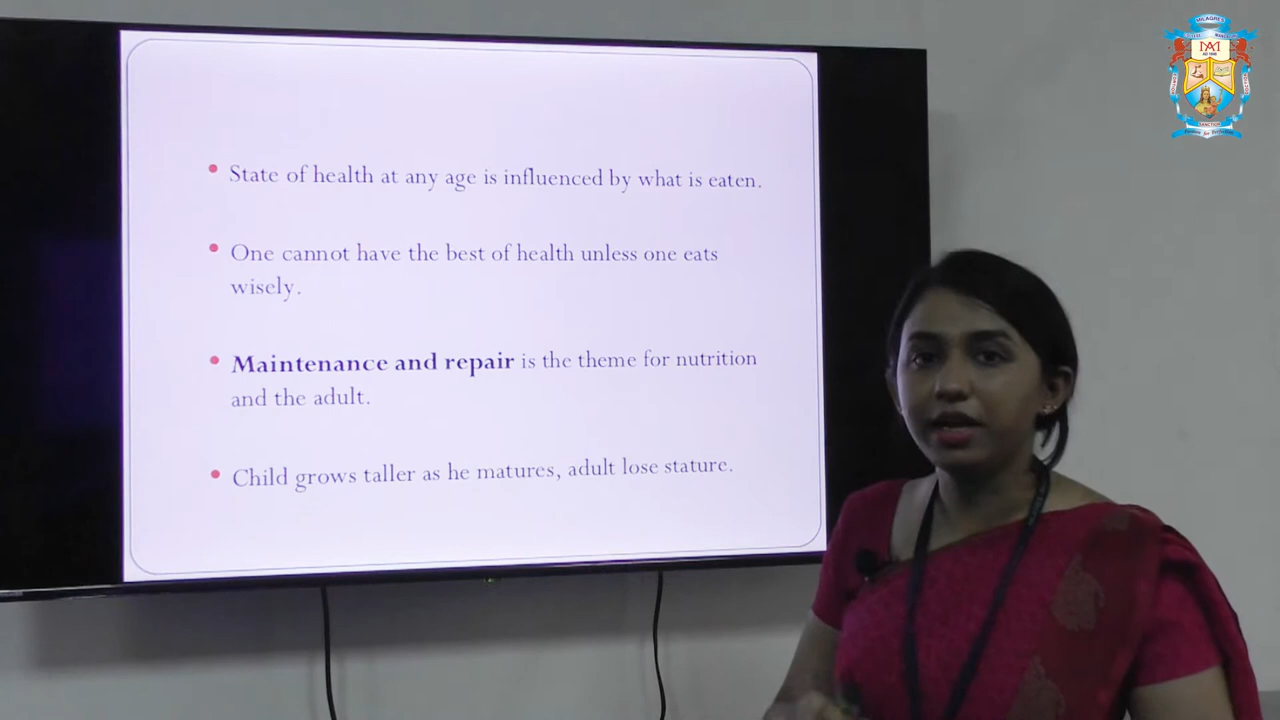 MILAGRES
State of health at any age is influenced by what is eaten.
One cannot have the best of health unless one eats
wisely.
Maintenance and repair is the theme for nutrition
and the adult.
Child grows taller as he matures, adult lose stature.